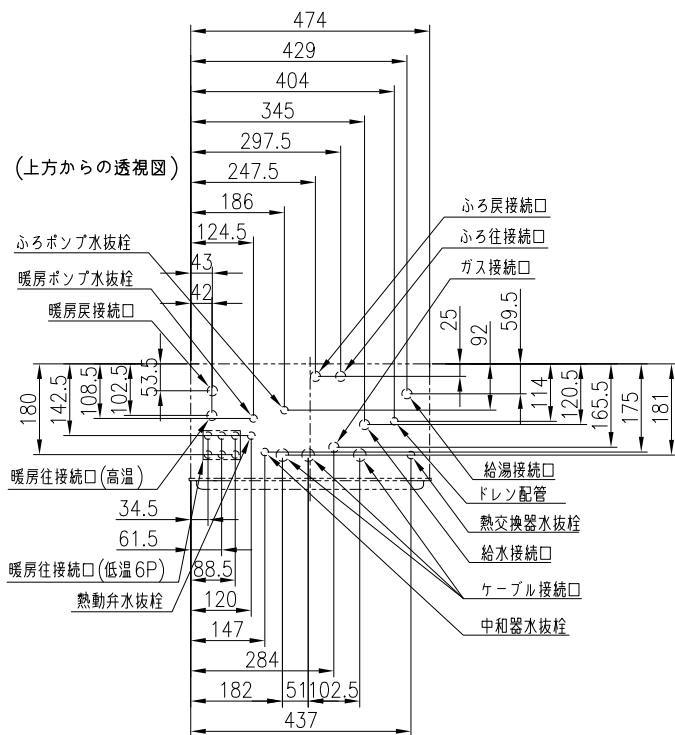 474
429
404
345
297.5
(上方からの透視図)
247.5
186
124.5
ふろ戻接続口
ふろポンプ水抜栓
ふろ往接続口
43
暖房ポンプ水抜栓
ガス接続口
42
暖房戻接続口
25
92
59.5
180
142.5
108.5
102.5
53.5
114
120.5
165.5
175
181
暖房往接続口(高温)
給湯接続口
ドレン配管
34.5
熱交換器水抜栓
61.5
給水接続口
暖房往接続口(低温6P)
88.5
ケーブル接続口
熱動弁水抜栓
120
中和器水抜栓
147
284
182
51
102.5
437